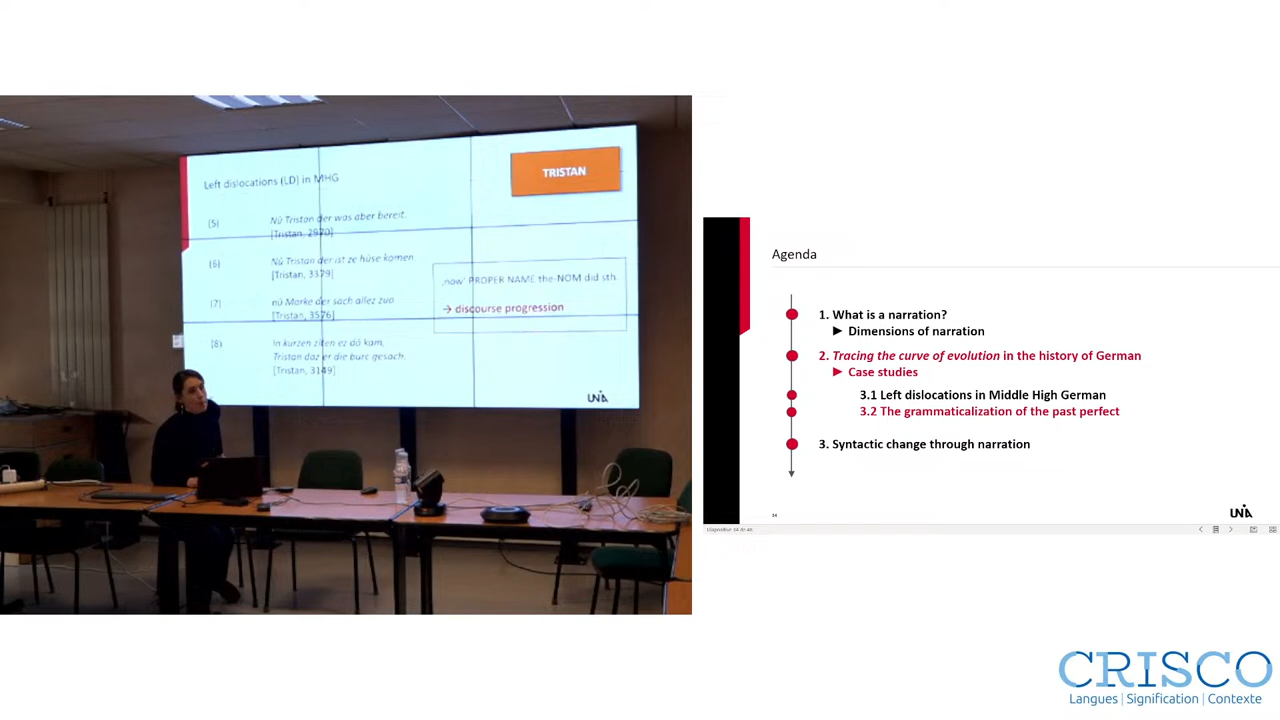 Left dislocations (LD) in MHG
TRISTAN
(5) Nû Tristan der was aber bereit.
[Tristan, 2970]
(6) Nû Tristan der ist ze hûse komen
[Tristan, 3379]
(7) nû Marke der sach allez zuo
[Tristan, 3576]
(8) In kurzen zîten ez dô kam,
Tristan daz er die burc gesach.
[Tristan, 3149]
‚now' PROPER NAME the-NOM did sth.
→ discourse progression
UNIA
Agenda
1. What is a narration?
▶ Dimensions of narration
2. Tracing the curve of evolution in the history of German
▶ Case studies
3.1 Left dislocations in Middle High German
3.2 The grammaticalization of the past perfect
3. Syntactic change through narration
34
UNIA
CRISCO
Langues | Signification | Contexte